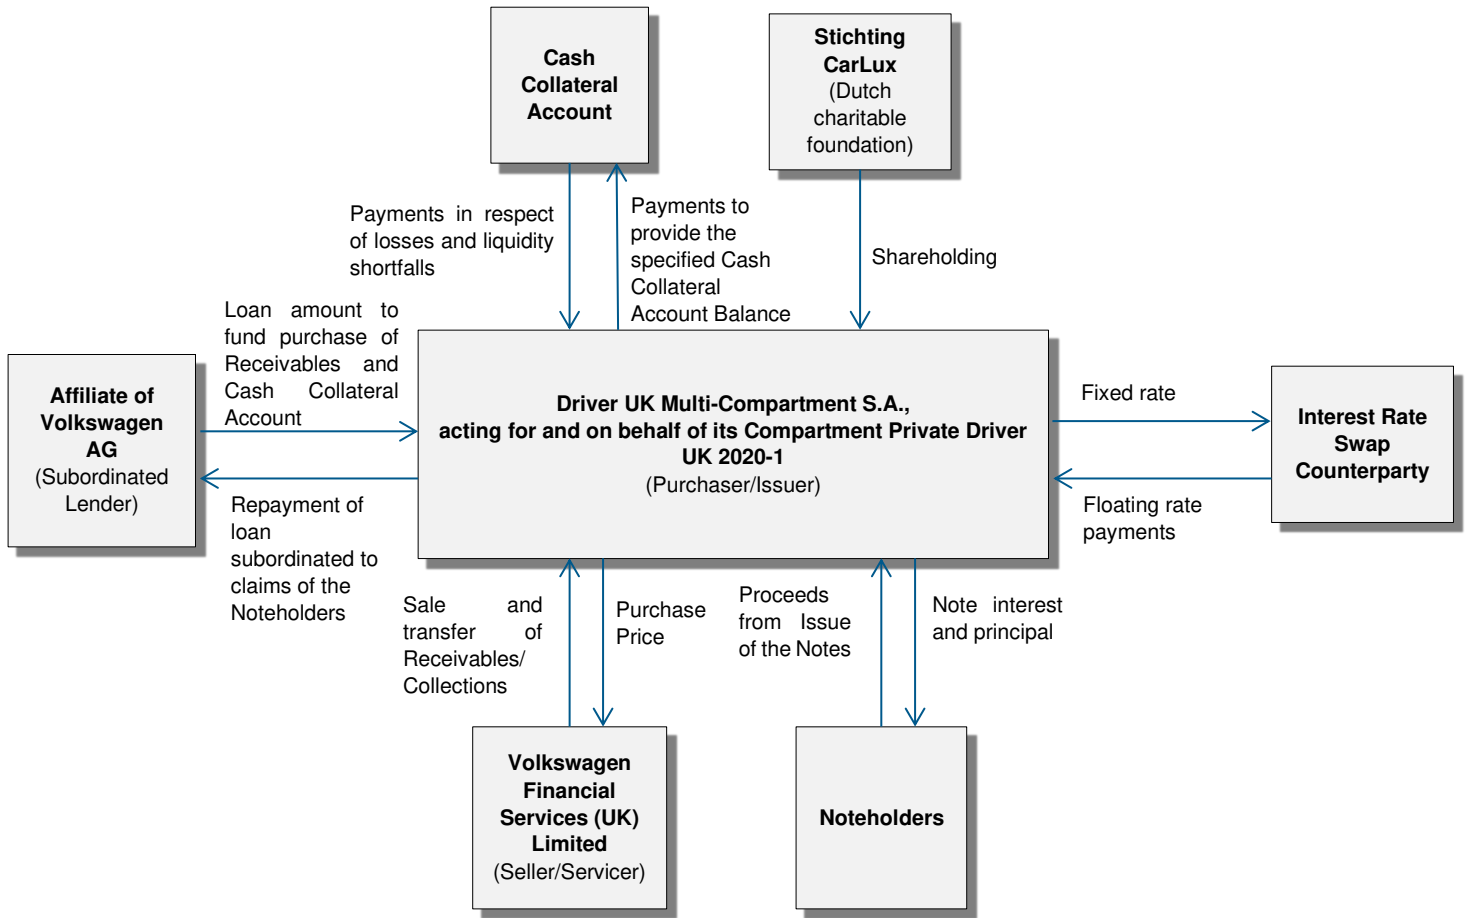 Cash
Collateral
Account
Stichting
CarLux
(Dutch
charitable
foundation)
Payments in respect
of losses and liquidity
shortfalls
Payments to
provide the
specified Cash
Collateral
Account Balance
Shareholding
Loan amount to
fund purchase of
Receivables and
Cash Collateral
Account
Affiliate of
Volkswagen
AG
(Subordinated
Lender)
Driver UK Multi-Compartment S.A.,
acting for and on behalf of its Compartment Private Driver
UK 2020-1
(Purchaser/Issuer)
Fixed rate
Interest Rate
Swap
Counterparty
Floating rate
payments
Repayment of
loan
subordinated to
claims of the
Noteholders
Sale and
transfer of
Receivables/
Collections
Purchase
Price
Proceeds
from Issue
of the Notes
Note interest
and principal
Volkswagen
Financial
Services (UK)
Limited
(Seller/Servicer)
Noteholders